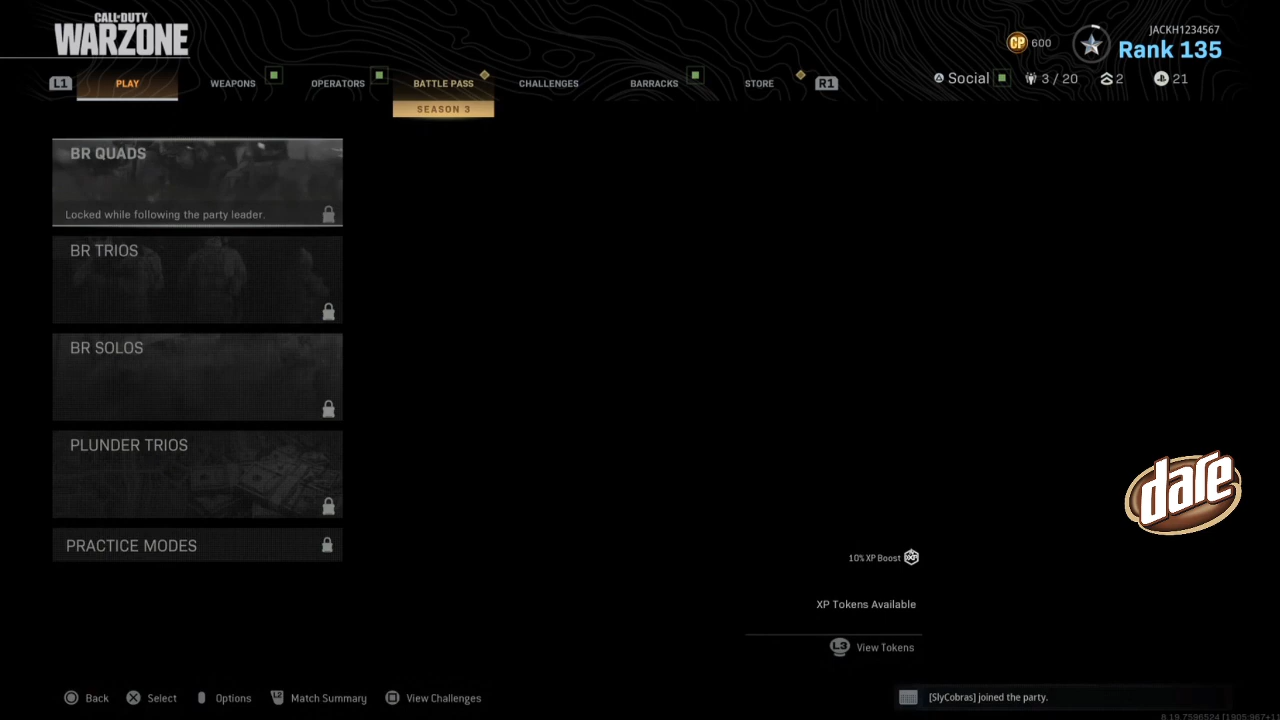 CALL OF DUTY
WARZONE
CP 600
JACKH1234567
Rank 135
L1
PLAY
WEAPONS
OPERATORS
BATTLE PASS
CHALLENGES
BARRACKS
STORE
R1
Social
3 / 20
2
21
SEASON 3
BR QUADS
Locked while following the party leader.
BR TRIOS
BR SOLOS
PLUNDER TRIOS
PRACTICE MODES
dare
10% XP Boost
XP Tokens Available
L3 View Tokens
Back
Select
Options
Match Summary
View Challenges
[SlyCobras] joined the party.